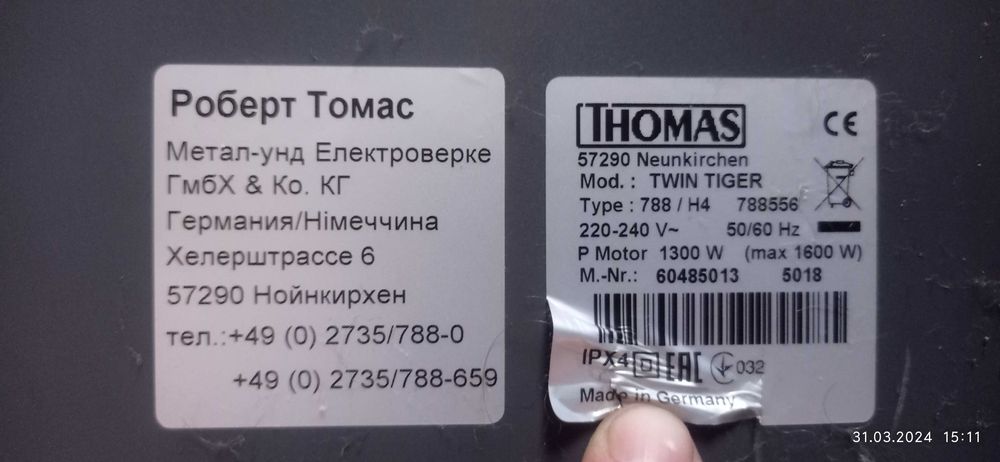 Роберт Томас
Метал-унд Електроверке
ГмбХ & Ко. КГ
Германия/Німеччина
Хелерштрассе 6
57290 Нойнкирхен
тел.:+49 (0) 2735/788-0
+49 (0) 2735/788-659
THOMAS CE
57290 Neunkirchen
Mod. : TWIN TIGER
Type : 788 / H4 788556
220-240 V~ 50/60 Hz
P Motor 1300 W (max 1600 W)
M.-Nr.: 60485013 5018
IPX4 EAC 032
Made in Germany
31.03.2024 15:11